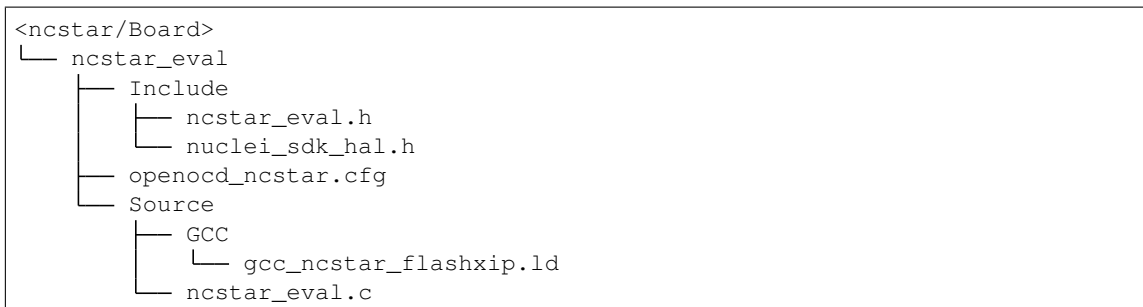 <ncstar/Board>
└── ncstar_eval
    ├── Include
    │   ├── ncstar_eval.h
    │   └── nuclei_sdk_hal.h
    ├── openocd_ncstar.cfg
    └── Source
        ├── GCC
        │   └── gcc_ncstar_flashxip.ld
        └── ncstar_eval.c